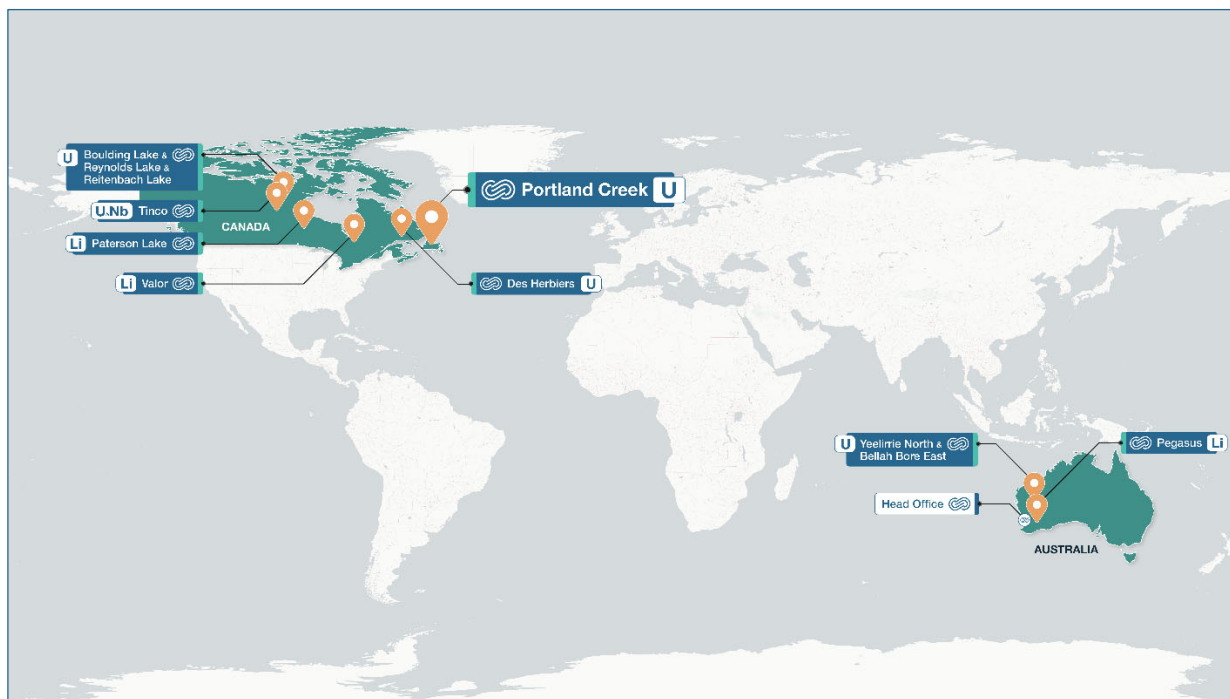 U
Boulding Lake &
Reynolds Lake &
Reitenbach Lake
U,Nb Tinco
Li Paterson Lake
Li Valor
CANADA
Portland Creek U
Des Herbiers U
U
Yeelirrie North &
Bellah Bore East
Pegasus Li
Head Office
AUSTRALIA